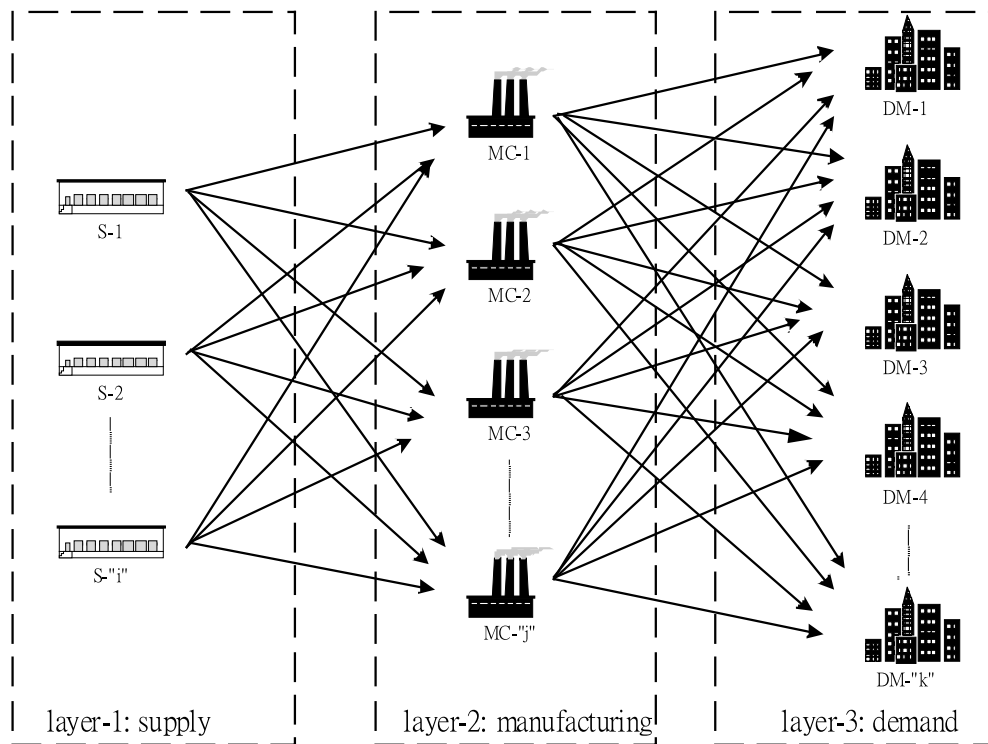 S-1
S-2
S-"i"
layer-1: supply
MC-1
MC-2
MC-3
MC-"j"
layer-2: manufacturing
DM-1
DM-2
DM-3
DM-4
DM-"k"
layer-3: demand